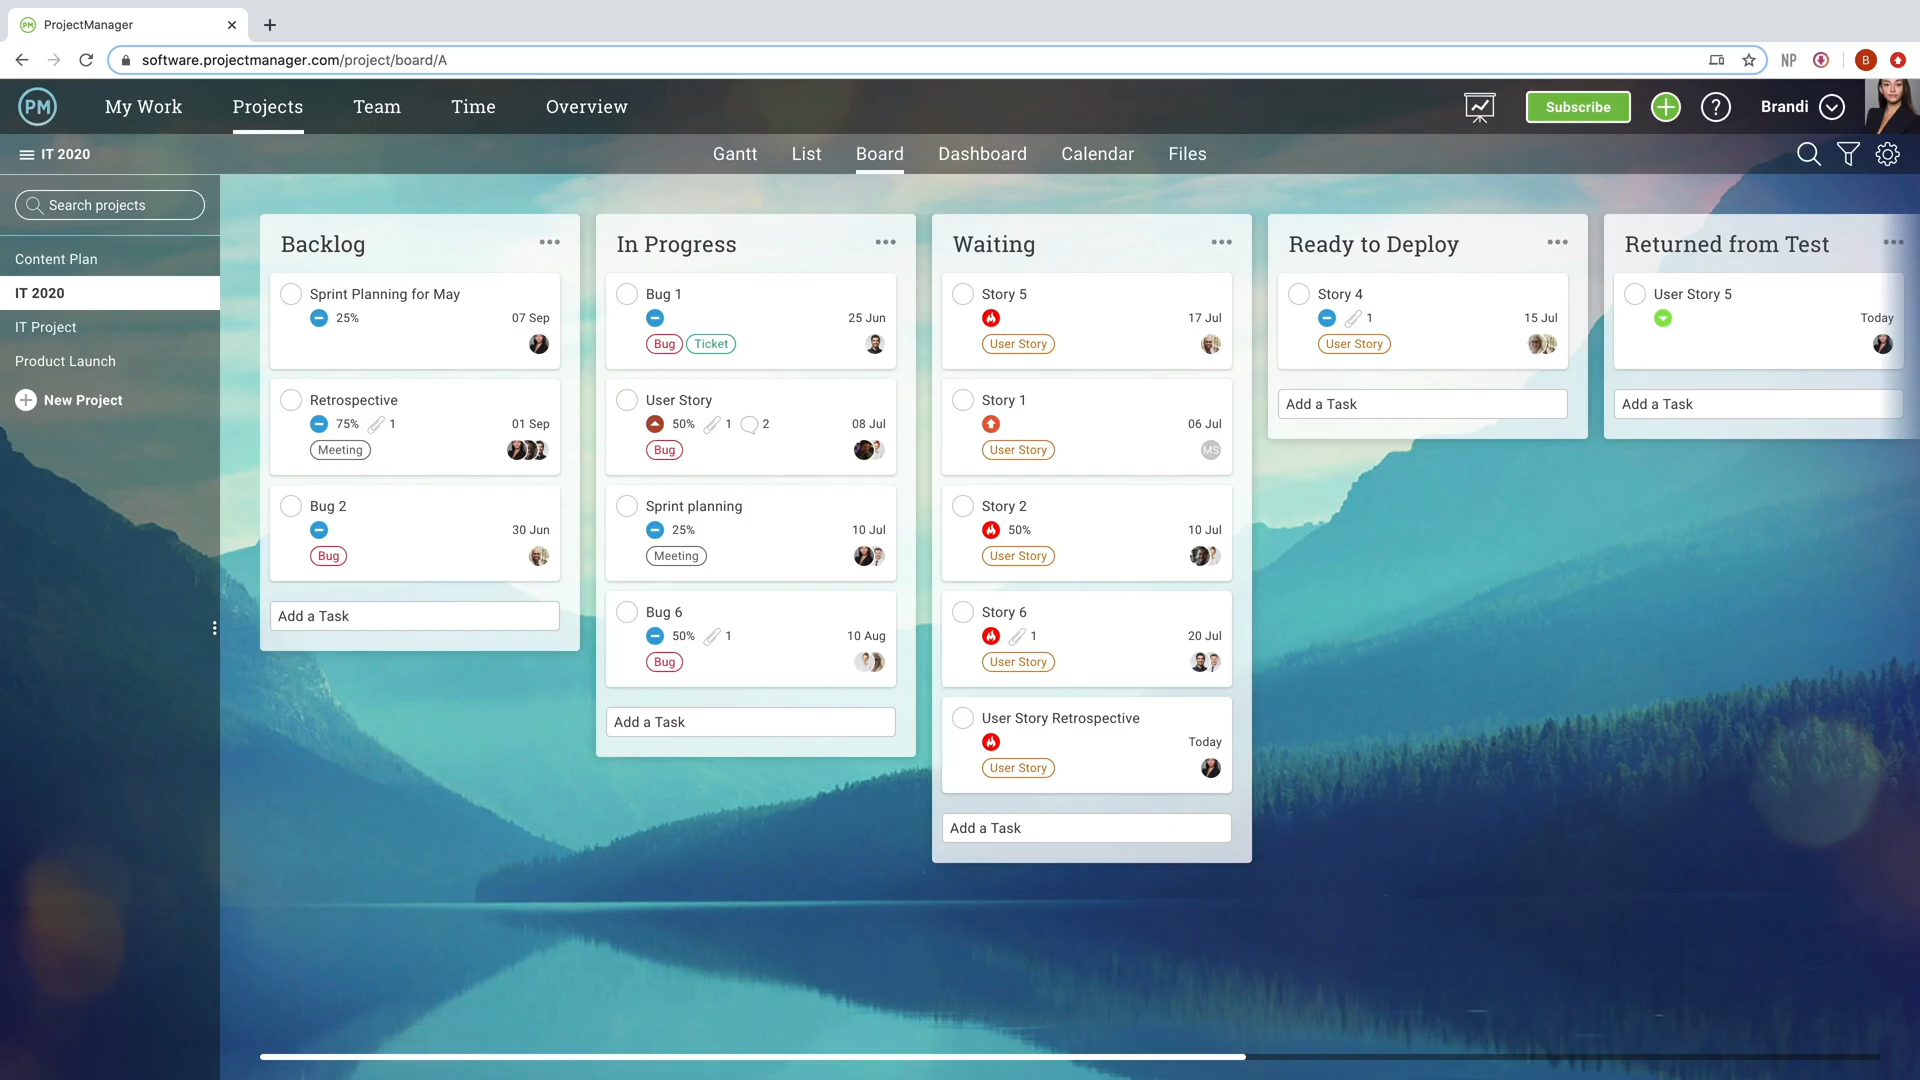 ProjectManager
software.projectmanager.com/project/board/A
NP
B
PM
My Work
Projects
Team
Time
Overview
Subscribe
Brandi
IT 2020
Gantt
List
Board
Dashboard
Calendar
Files
Search projects
Content Plan
IT 2020
IT Project
Product Launch
New Project
Backlog
Sprint Planning for May
25% 07 Sep
Retrospective
75% 1 01 Sep
Meeting
Bug 2
30 Jun
Bug
Add a Task
In Progress
Bug 1
25 Jun
Bug Ticket
User Story
50% 1 2 08 Jul
Bug
Sprint planning
25% 10 Jul
Meeting
Bug 6
50% 1 10 Aug
Bug
Add a Task
Waiting
Story 5
17 Jul
User Story
Story 1
06 Jul
User Story MS
Story 2
50% 10 Jul
User Story
Story 6
1 20 Jul
User Story
User Story Retrospective
Today
User Story
Add a Task
Ready to Deploy
Story 4
1 15 Jul
User Story
Add a Task
Returned from Test
User Story 5
Today
Add a Task